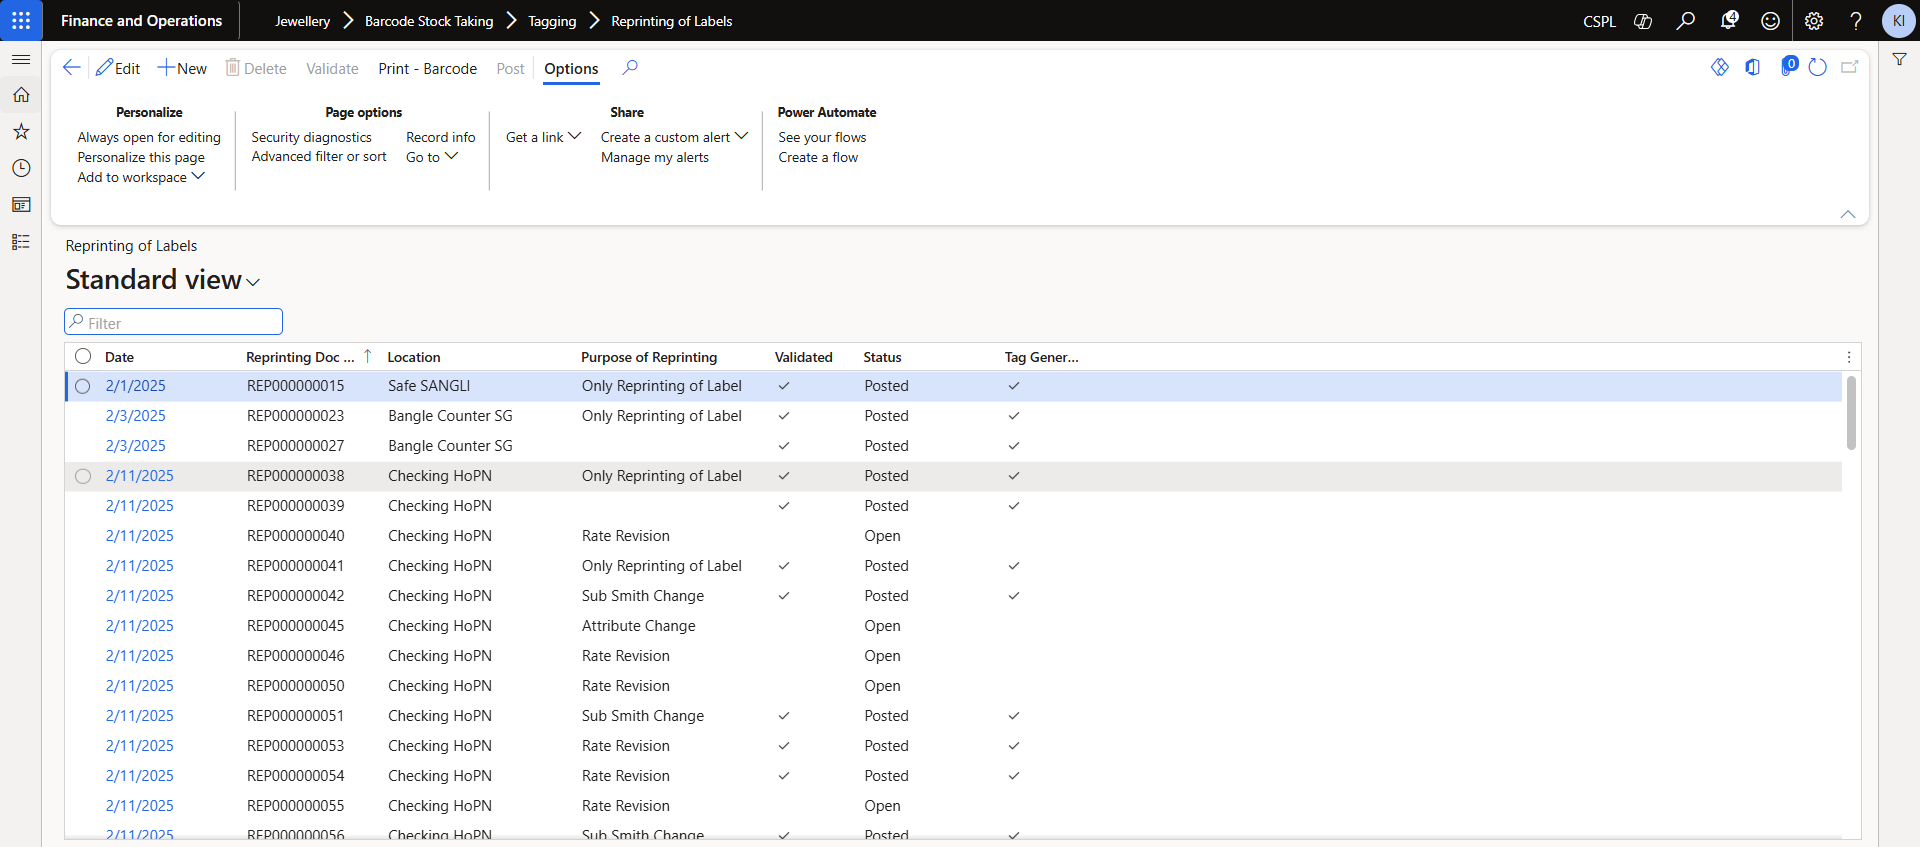 Finance and Operations
Jewellery > Barcode Stock Taking > Tagging > Reprinting of Labels
CSPL
4
?
KI
Edit New Delete Validate Print - Barcode Post Options
0
Personalize Page options Share Power Automate
Always open for editing Security diagnostics Record info Get a link Create a custom alert See your flows
Personalize this page Advanced filter or sort Go to Manage my alerts Create a flow
Add to workspace
Reprinting of Labels
Standard view
Filter
Date Reprinting Doc ... Location Purpose of Reprinting Validated Status Tag Gener...
2/1/2025 REP000000015 Safe SANGLI Only Reprinting of Label ✓ Posted ✓
2/3/2025 REP000000023 Bangle Counter SG Only Reprinting of Label ✓ Posted ✓
2/3/2025 REP000000027 Bangle Counter SG ✓ Posted ✓
2/11/2025 REP000000038 Checking HoPN Only Reprinting of Label ✓ Posted ✓
2/11/2025 REP000000039 Checking HoPN ✓ Posted ✓
2/11/2025 REP000000040 Checking HoPN Rate Revision Open
2/11/2025 REP000000041 Checking HoPN Only Reprinting of Label ✓ Posted ✓
2/11/2025 REP000000042 Checking HoPN Sub Smith Change ✓ Posted ✓
2/11/2025 REP000000045 Checking HoPN Attribute Change Open
2/11/2025 REP000000046 Checking HoPN Rate Revision Open
2/11/2025 REP000000050 Checking HoPN Rate Revision Open
2/11/2025 REP000000051 Checking HoPN Sub Smith Change ✓ Posted ✓
2/11/2025 REP000000053 Checking HoPN Rate Revision ✓ Posted ✓
2/11/2025 REP000000054 Checking HoPN Rate Revision ✓ Posted ✓
2/11/2025 REP000000055 Checking HoPN Rate Revision Open
2/11/2025 REP000000056 Checking HoPN Sub Smith Change ✓ Posted ✓